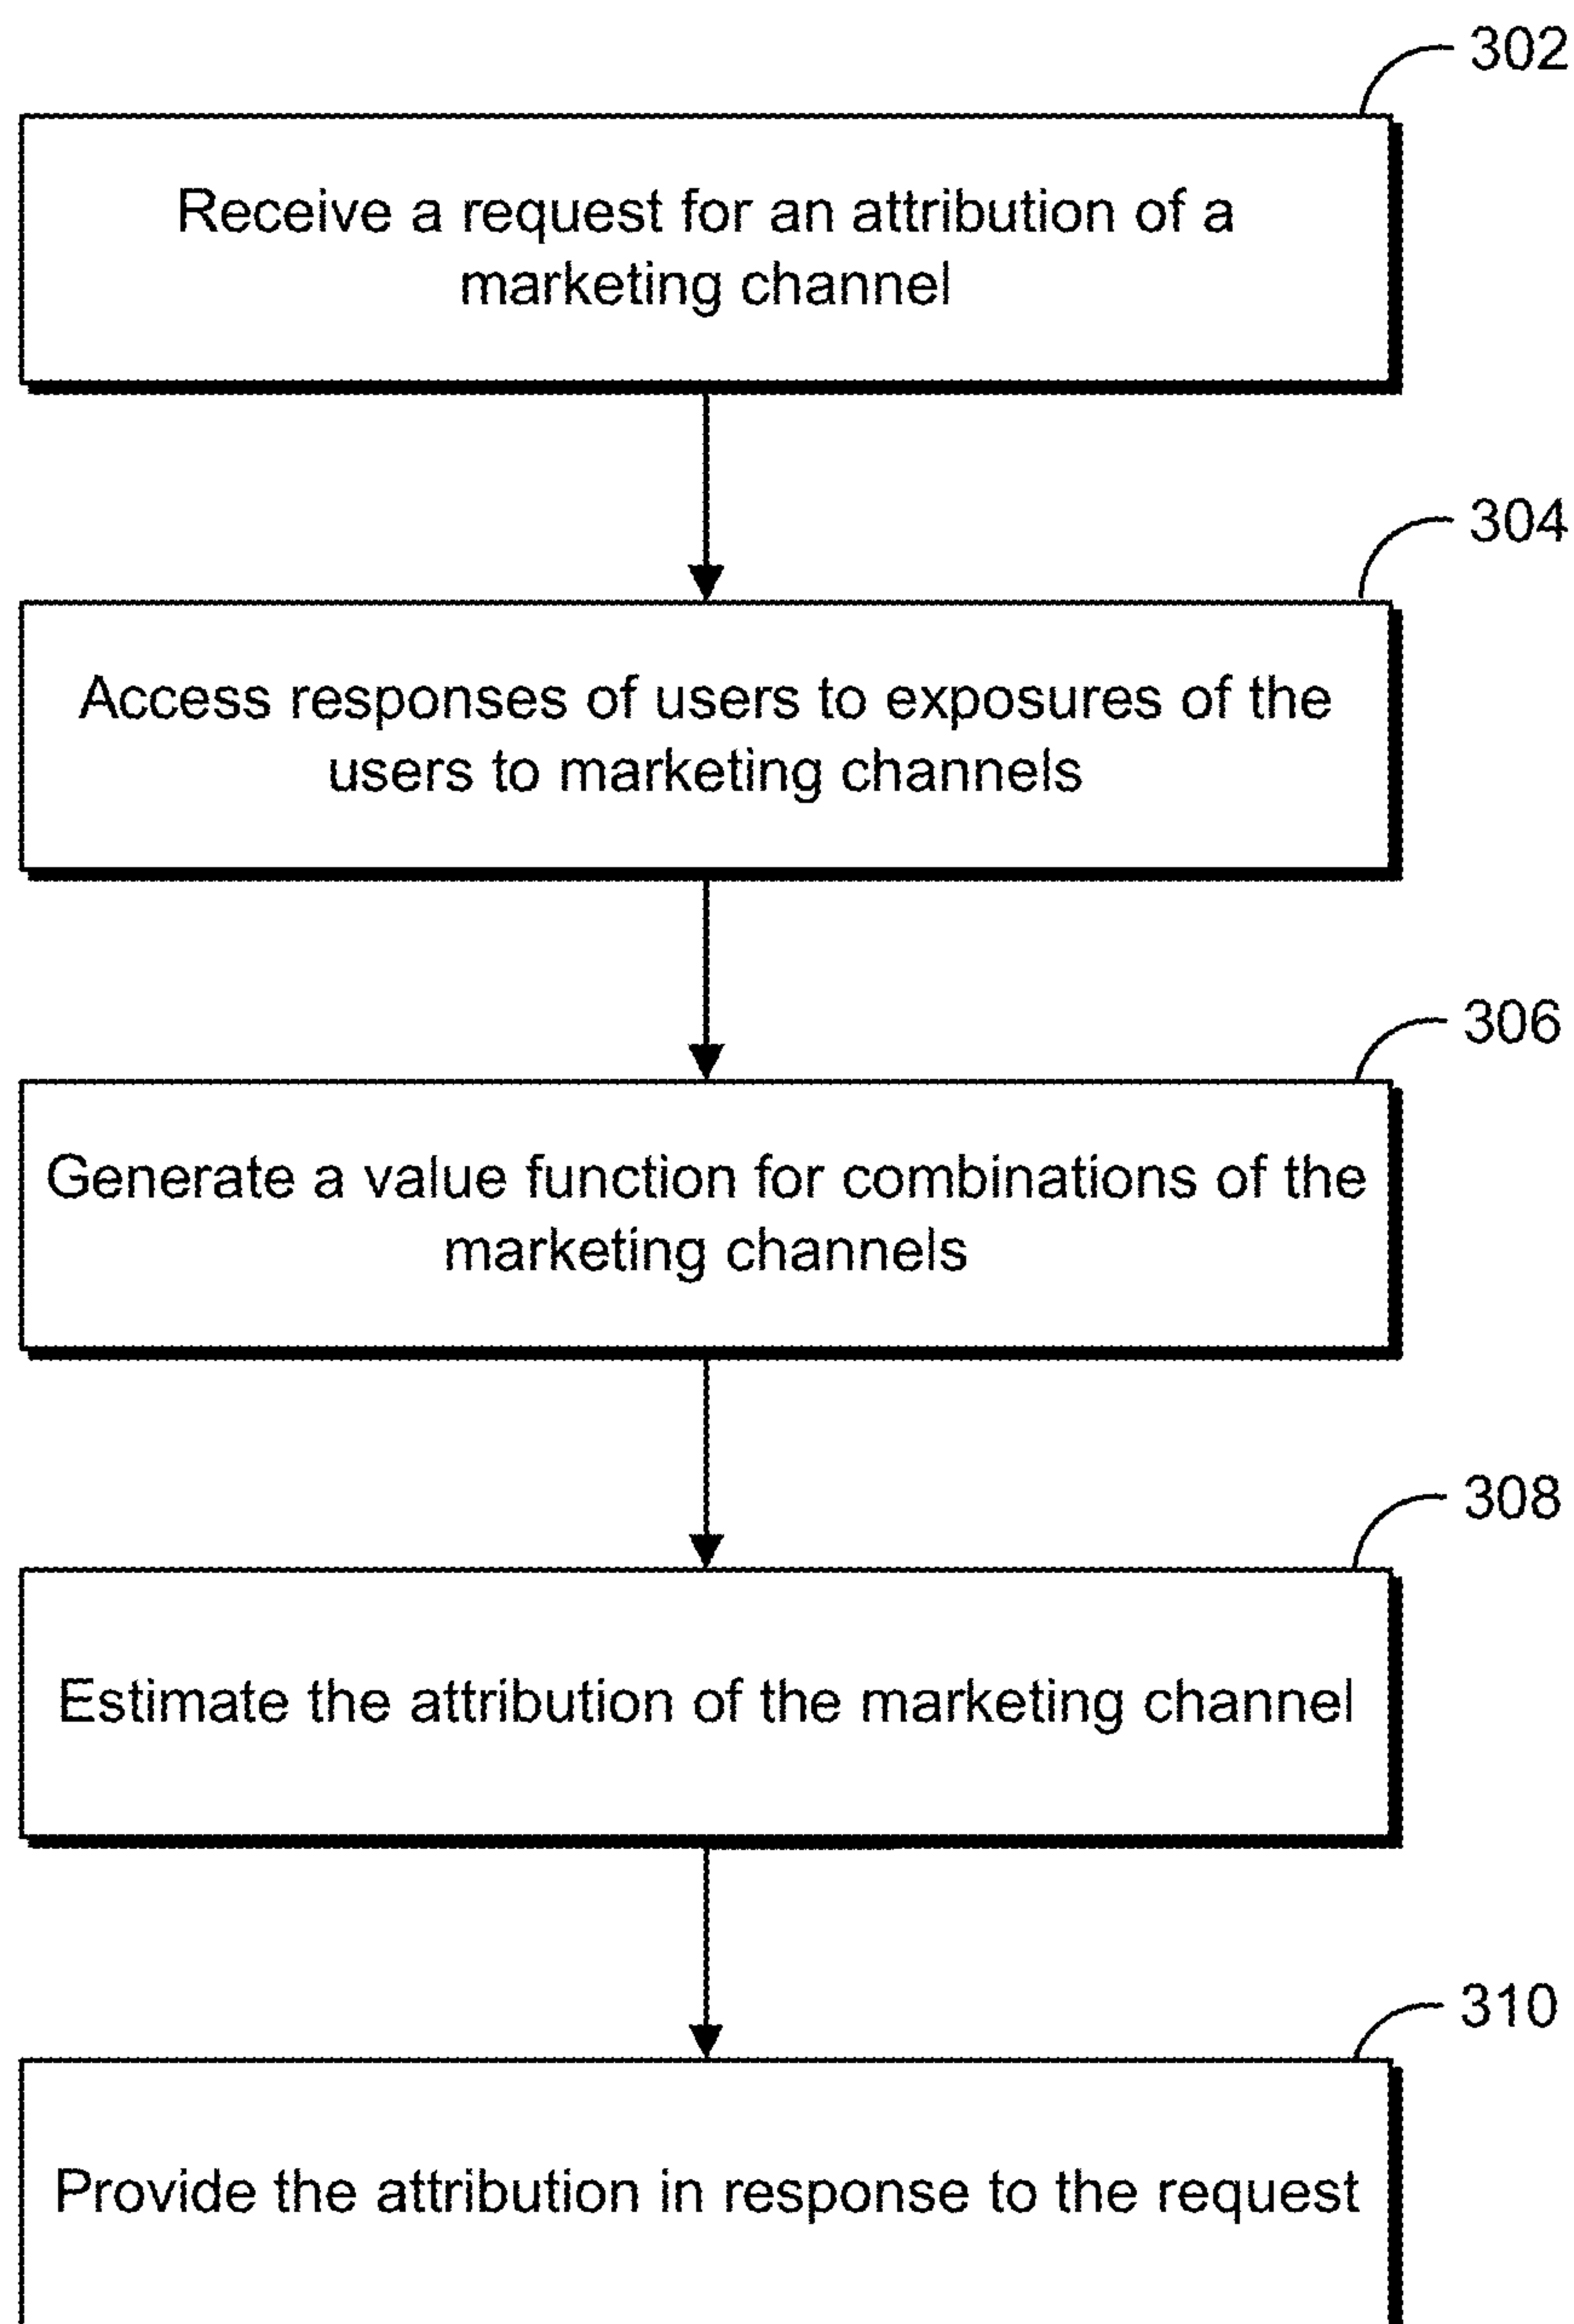 302
Receive a request for an attribution of a
marketing channel
304
Access responses of users to exposures of the
users to marketing channels
306
Generate a value function for combinations of the
marketing channels
308
Estimate the attribution of the marketing channel
310
Provide the attribution in response to the request